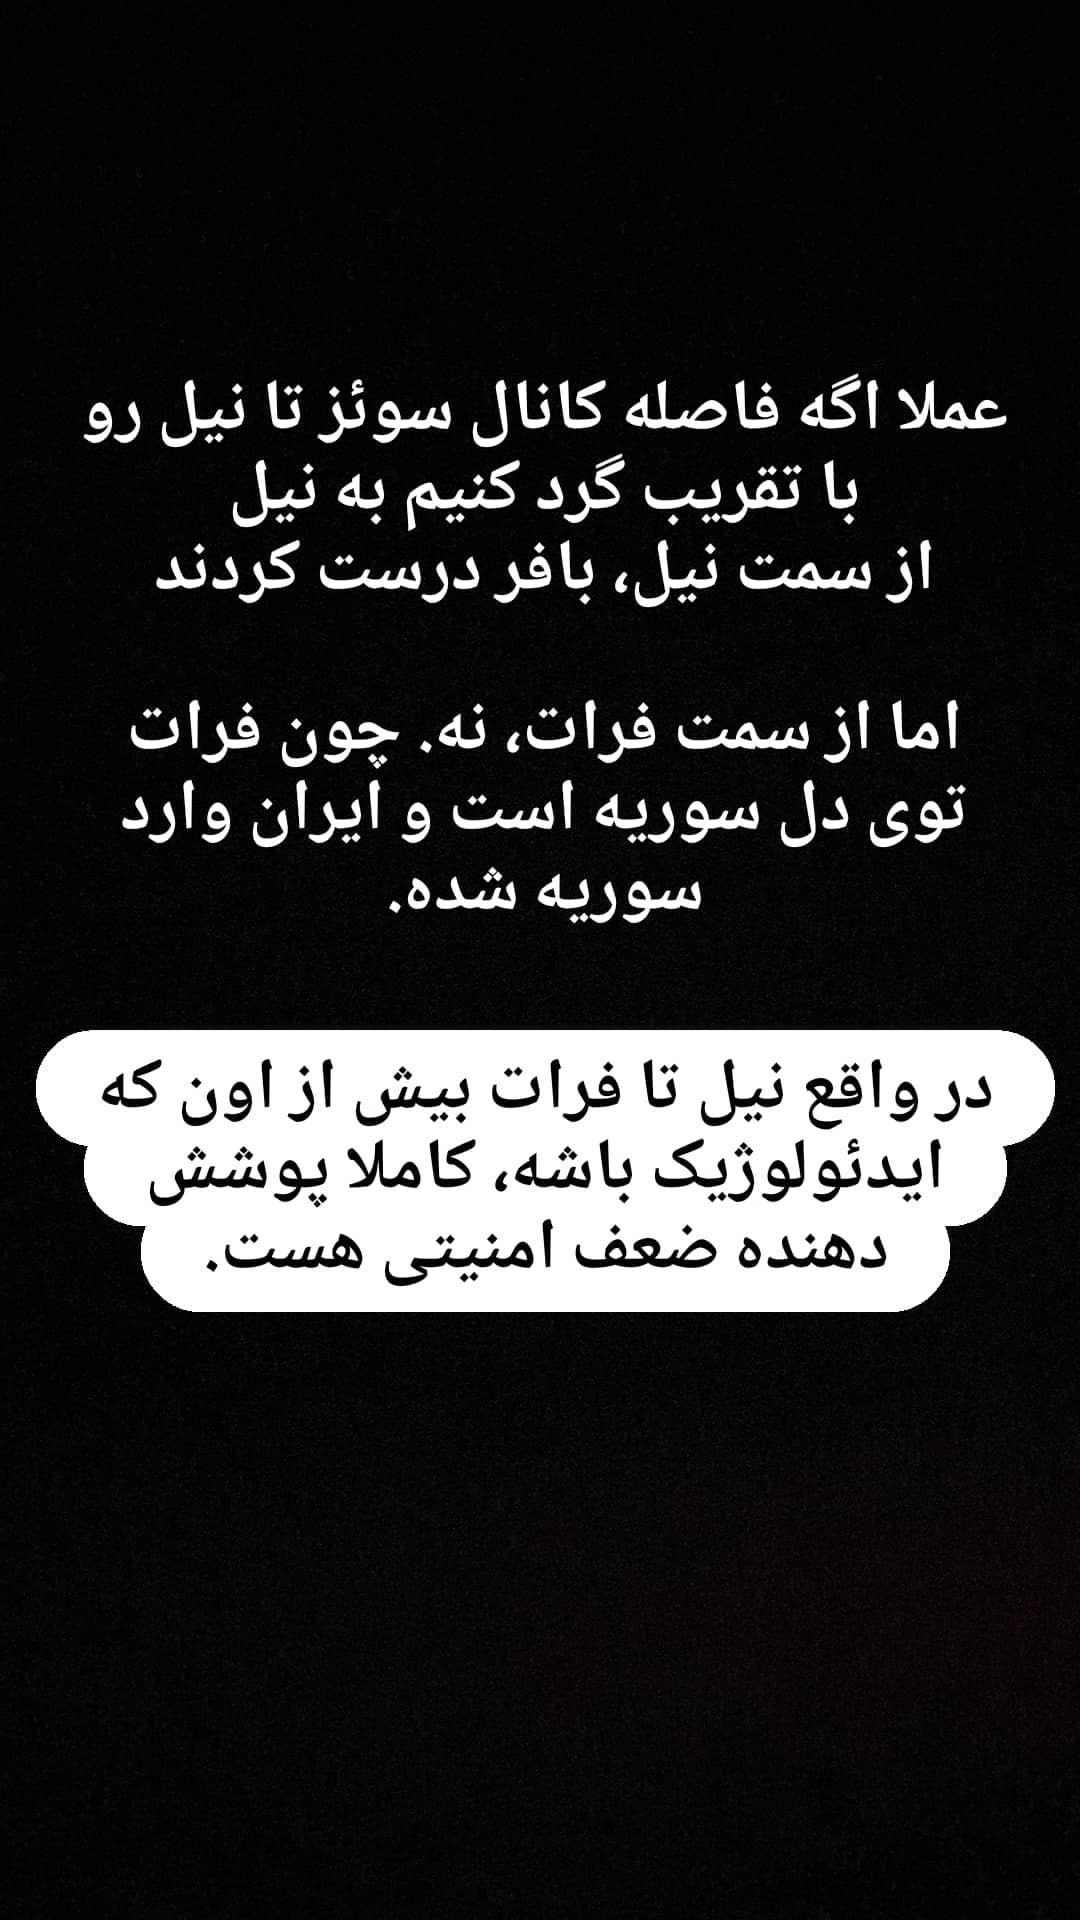 عملا اگه فاصله کانال سوئز تا نیل رو
با تقریب گرد کنیم به نیل
از سمت نیل، بافر درست کردند
اما از سمت فرات، نه. چون فرات
توی دل سوریه است و ایران وارد
سوریه شده.
در واقع نیل تا فرات بیش از اون که
ایدئولوژیک باشه، کاملا پوشش
دهنده ضعف امنیتی هست.